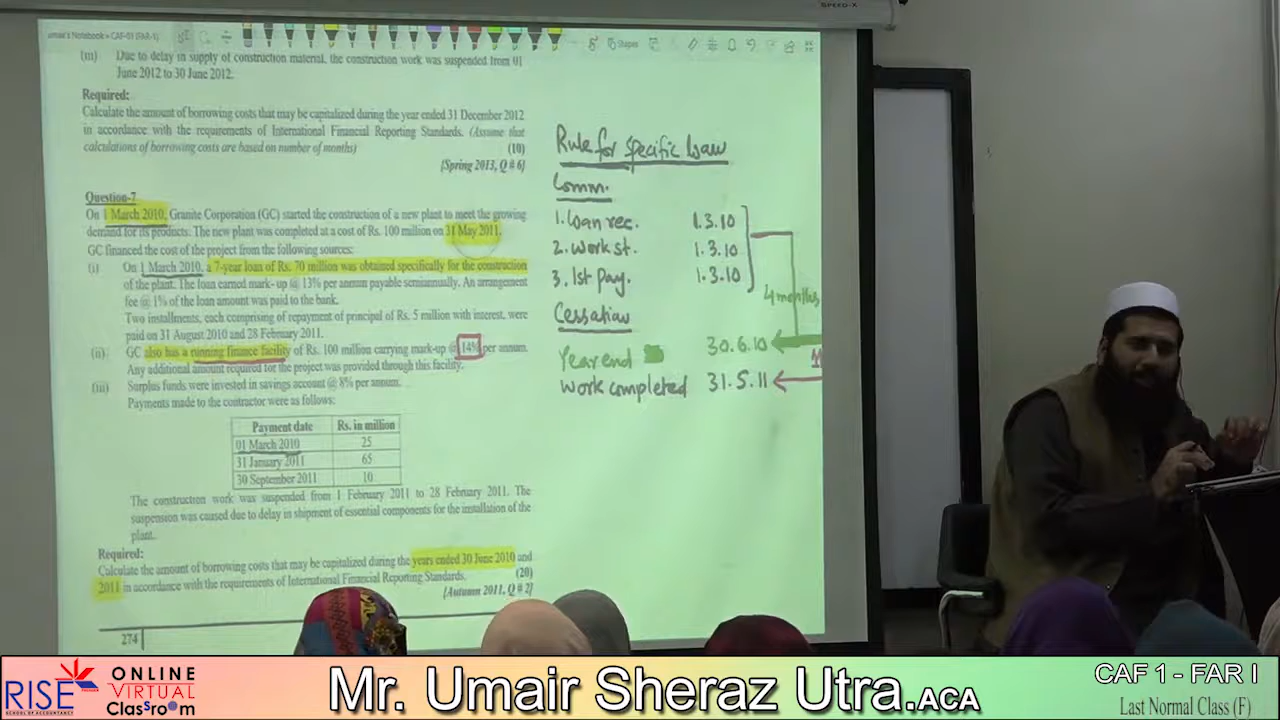 SPEED-X
umair's Notebook » CAF-01 (FAR-1)
Shapes
(m) Due to delay in supply of construction material, the construction work was suspended from 01
June 2012 to 30 June 2012.
Required:
Calculate the amount of borrowing costs that may be capitalized during the year ended 31 December 2012
in accordance with the requirements of International Financial Reporting Standards. (Assume that
calculations of borrowing costs are based on number of months) (10)
{Spring 2013, Q # 6}
Question-7
On 1 March 2010, Granite Corporation (GC) started the construction of a new plant to meet the growing
demand for its products. The new plant was completed at a cost of Rs. 100 million on 31 May 2011.
GC financed the cost of the project from the following sources:
(i) On 1 March 2010, a 7-year loan of Rs. 70 million was obtained specifically for the construction
of the plant. The loan earned mark-up @ 13% per annum payable semiannually. An arrangement
fee @ 1% of the loan amount was paid to the bank.
Two installments, each comprising of repayment of principal of Rs. 5 million with interest, were
paid on 31 August 2010 and 28 February 2011.
(ii) GC also has a running finance facility of Rs. 100 million carrying mark-up @ 14% per annum.
Any additional amount required for the project was provided through this facility.
(iii) Surplus funds were invested in savings account @ 8% per annum.
Payments made to the contractor were as follows:
Payment date Rs. in million
01 March 2010 25
31 January 2011 65
30 September 2011 10
The construction work was suspended from 1 February 2011 to 28 February 2011. The
suspension was caused due to delay in shipment of essential components for the installation of the
plant.
Required:
Calculate the amount of borrowing costs that may be capitalized during the years ended 30 June 2010 and
2011 in accordance with the requirements of International Financial Reporting Standards. (20)
{Autumn 2011, Q # 2}
274
Rule for specific loan
Comm.
1. Loan rec. 1.3.10
2. Work st. 1.3.10
3. 1st pay. 1.3.10
4 months
Cessation
Year end 30.6.10
Work completed 31.5.11
RISE
SCHOOL OF ACCOUNTANCY
ONLINE
VIRTUAL
Classroom
Mr. Umair Sheraz Utra.ACA
CAF 1 - FAR I
Last Normal Class (F)